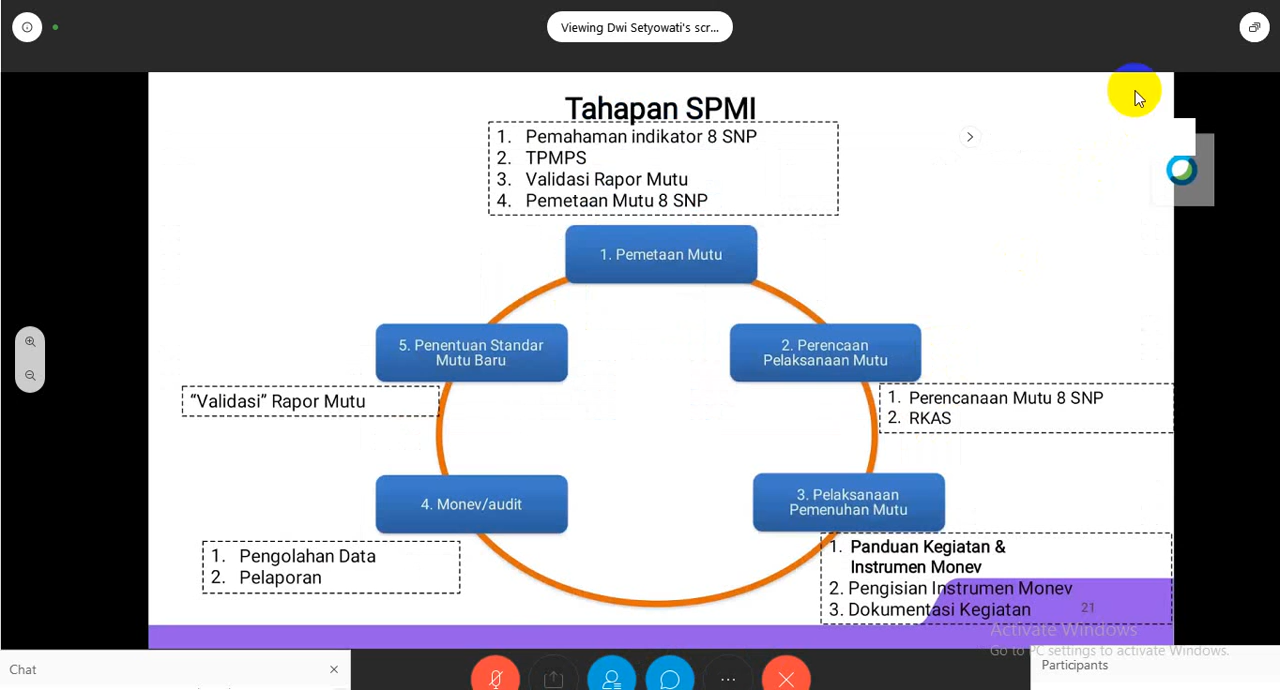 Viewing Dwi Setyowati's scr...
Tahapan SPMI
1. Pemahaman indikator 8 SNP
2. TPMPS
3. Validasi Rapor Mutu
4. Pemetaan Mutu 8 SNP
1. Pemetaan Mutu
5. Penentuan Standar
Mutu Baru
2. Perencaan
Pelaksanaan Mutu
"Validasi" Rapor Mutu
1. Perencanaan Mutu 8 SNP
2. RKAS
4. Monev/audit
3. Pelaksanaan
Pemenuhan Mutu
1. Pengolahan Data
2. Pelaporan
1. Panduan Kegiatan &
Instrumen Monev
2. Pengisian Instrumen Monev
3. Dokumentasi Kegiatan
21
Activate Windows
Go to PC settings to activate Windows.
Chat
Participants